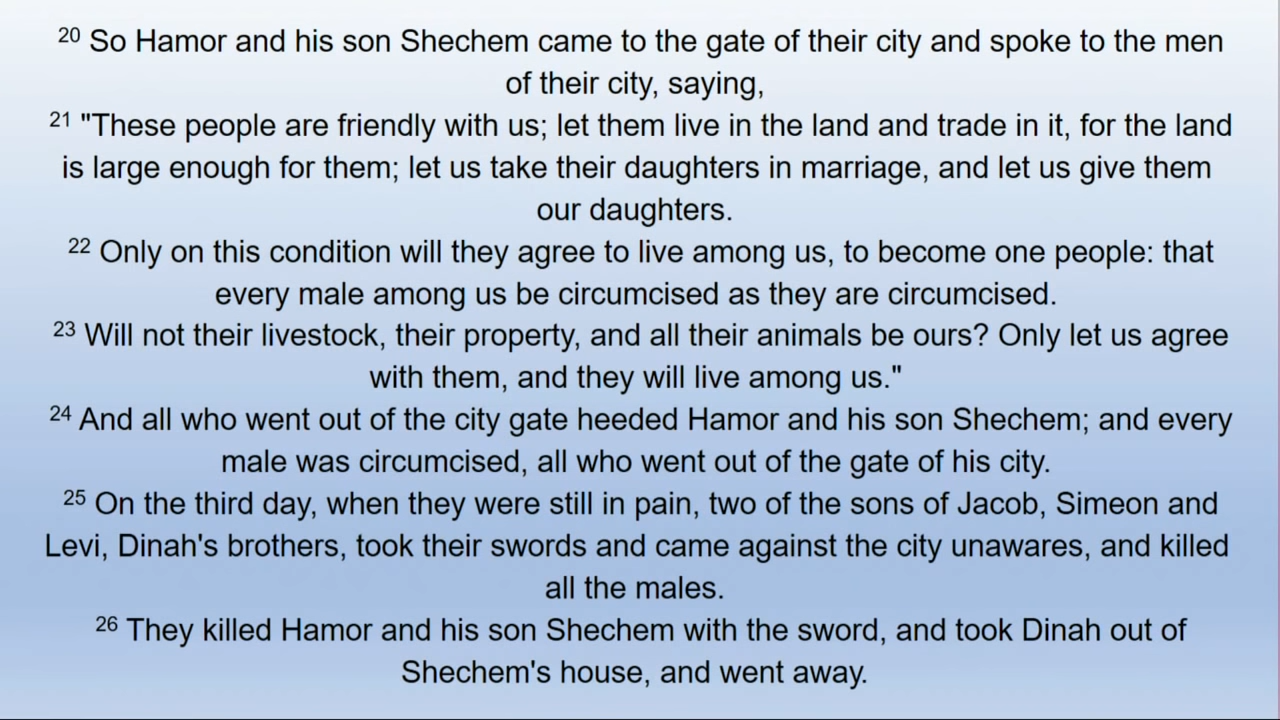 20 So Hamor and his son Shechem came to the gate of their city and spoke to the men
of their city, saying,
21 "These people are friendly with us; let them live in the land and trade in it, for the land
is large enough for them; let us take their daughters in marriage, and let us give them
our daughters.
22 Only on this condition will they agree to live among us, to become one people: that
every male among us be circumcised as they are circumcised.
23 Will not their livestock, their property, and all their animals be ours? Only let us agree
with them, and they will live among us."
24 And all who went out of the city gate heeded Hamor and his son Shechem; and every
male was circumcised, all who went out of the gate of his city.
25 On the third day, when they were still in pain, two of the sons of Jacob, Simeon and
Levi, Dinah's brothers, took their swords and came against the city unawares, and killed
all the males.
26 They killed Hamor and his son Shechem with the sword, and took Dinah out of
Shechem's house, and went away.